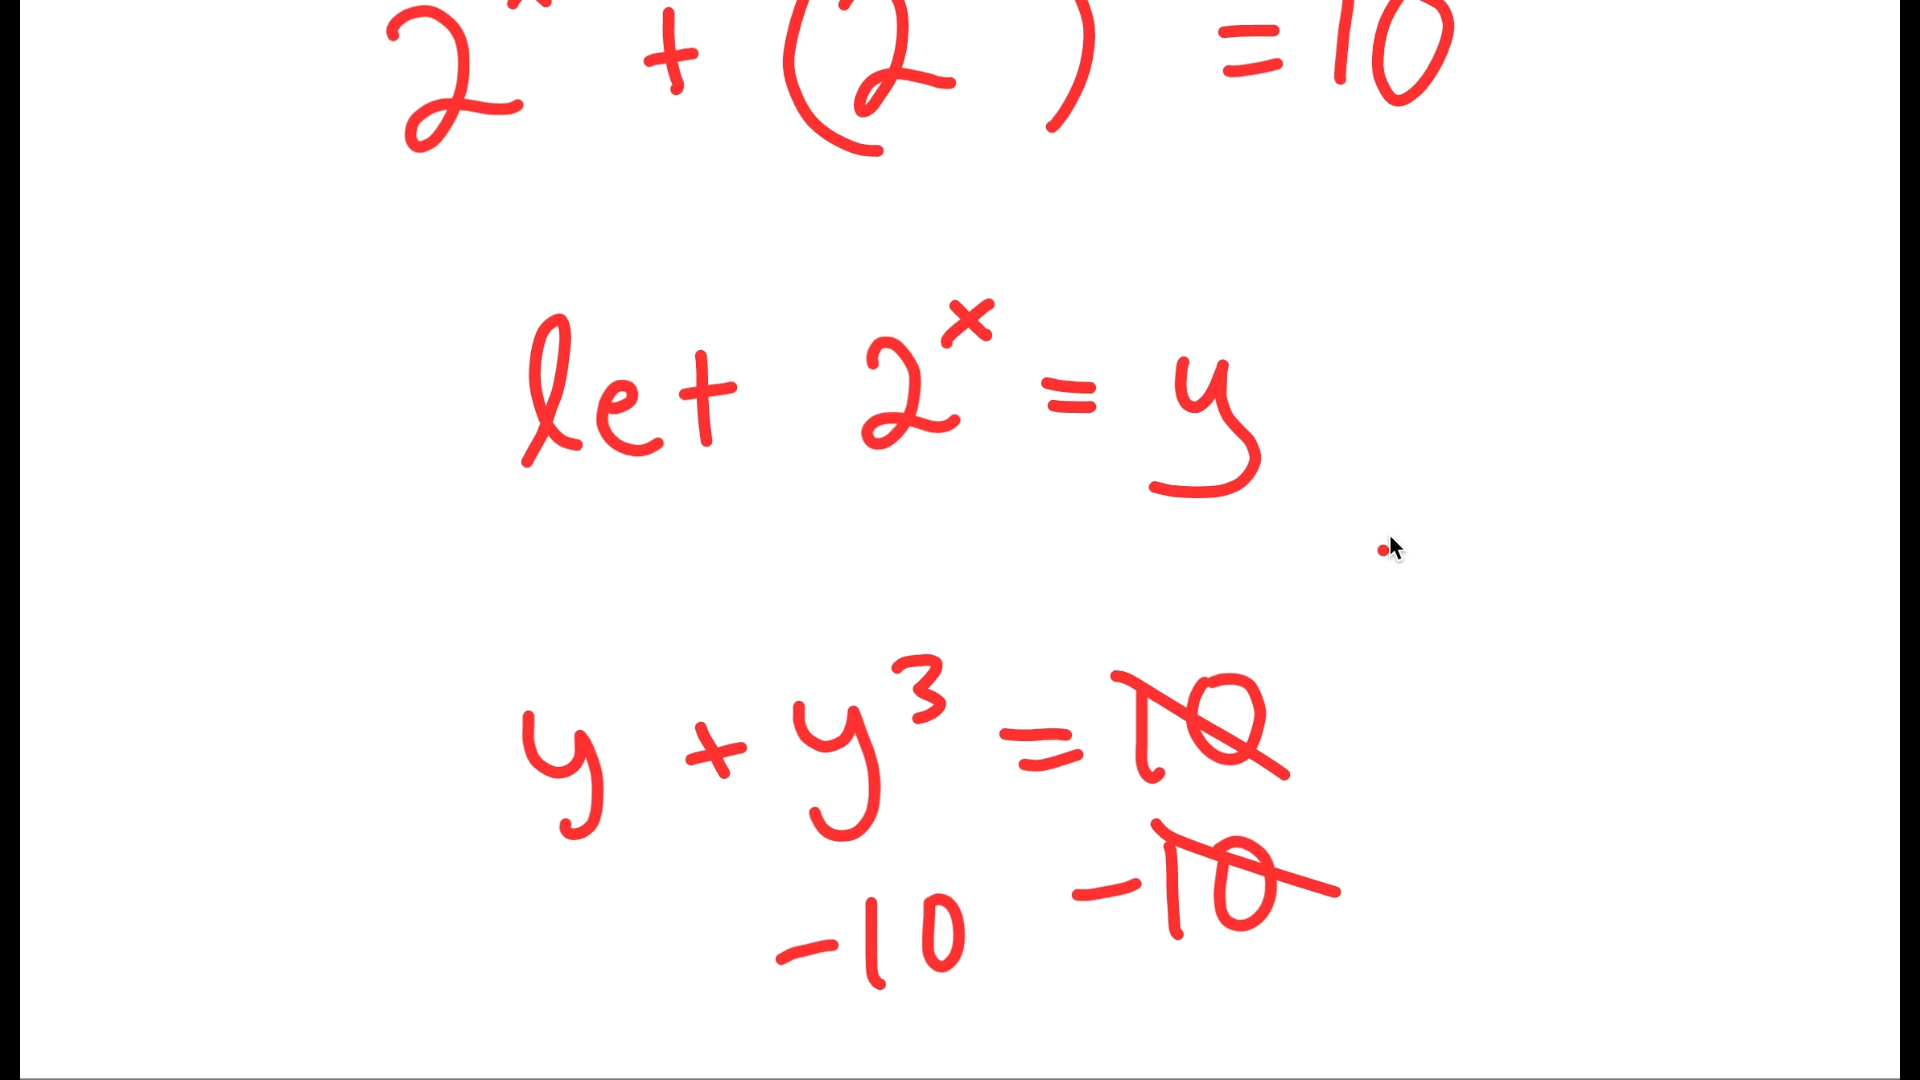 2^x + (2^x) = 10
let 2^x = y
y + y^3 = 10
-10 -10